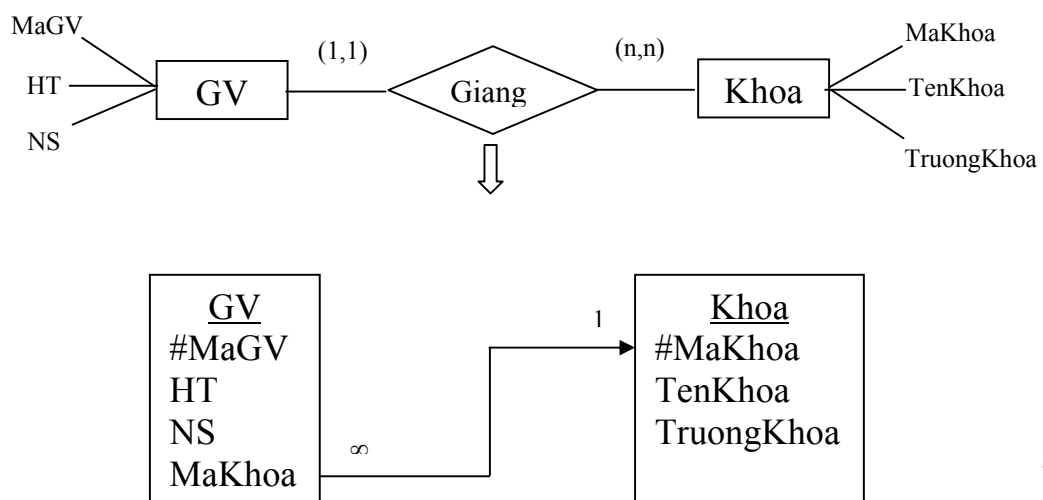 MaGV
HT
NS
GV
(1,1)
Giang
(n,n)
Khoa
MaKhoa
TenKhoa
TruongKhoa
GV
#MaGV
HT
NS
MaKhoa
∞
1
Khoa
#MaKhoa
TenKhoa
TruongKhoa